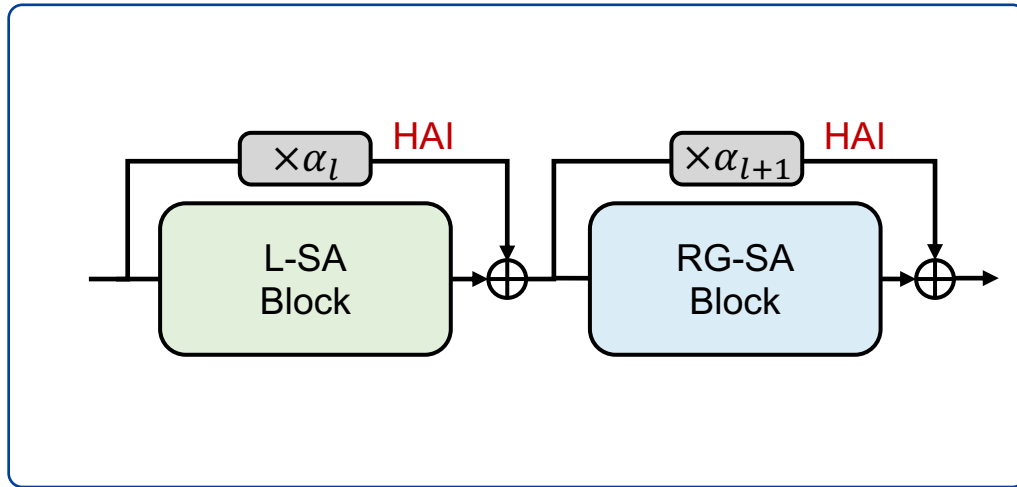 ×α_l HAI ×α_{l+1} HAI
L-SA RG-SA
Block Block